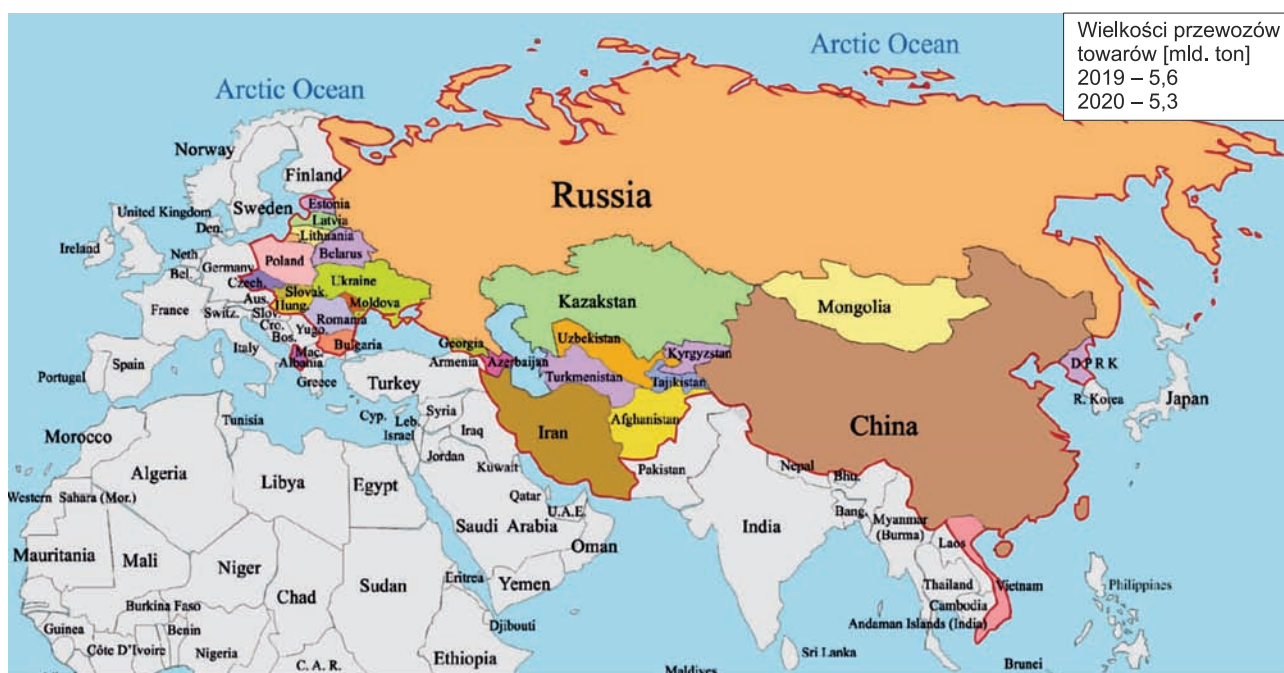 Wielkości przewozów
towarów [mld. ton]
2019 – 5,6
2020 – 5,3
Arctic Ocean
Arctic Ocean
Norway
Finland
Sweden
Russia
Estonia
Latvia
Lithuania
United Kingdom
Den.
Ireland
Neth
Bel.
Germany
Poland
Belarus
Czech.
Ukraine
Slovak.
Aus.
Hung.
Moldova
France
Switz.
Slov.
Cro.
Bos.
Yugo.
Romania
Italy
Mac.
Bulgaria
Albania
Greece
Spain
Portugal
Kazakstan
Mongolia
Georgia
Armenia
Azerbaijan
Uzbekistan
Kyrgyzstan
Turkmenistan
Tajikistan
Turkey
D P R K
R. Korea
Japan
Cyp.
Leb.
Israel
Syria
Iraq
Iran
Afghanistan
China
Tunisia
Morocco
Jordan
Kuwait
Pakistan
Nepal
Bhu.
Algeria
Libya
Egypt
Qatar
U.A.E.
Western Sahara (Mor.)
Saudi Arabia
India
Bang.
Myanmar
(Burma)
Laos
Oman
Mauritania
Mali
Niger
Chad
Sudan
Eritrea
Yemen
Thailand
Vietnam
Philippines
Cambodia
Burkina Faso
Djibouti
Andaman Islands (India)
Guinea
Benin
Côte D'Ivoire
Nigeria
C. A. R.
Ethiopia
Sri Lanka
Maldives
Brunei